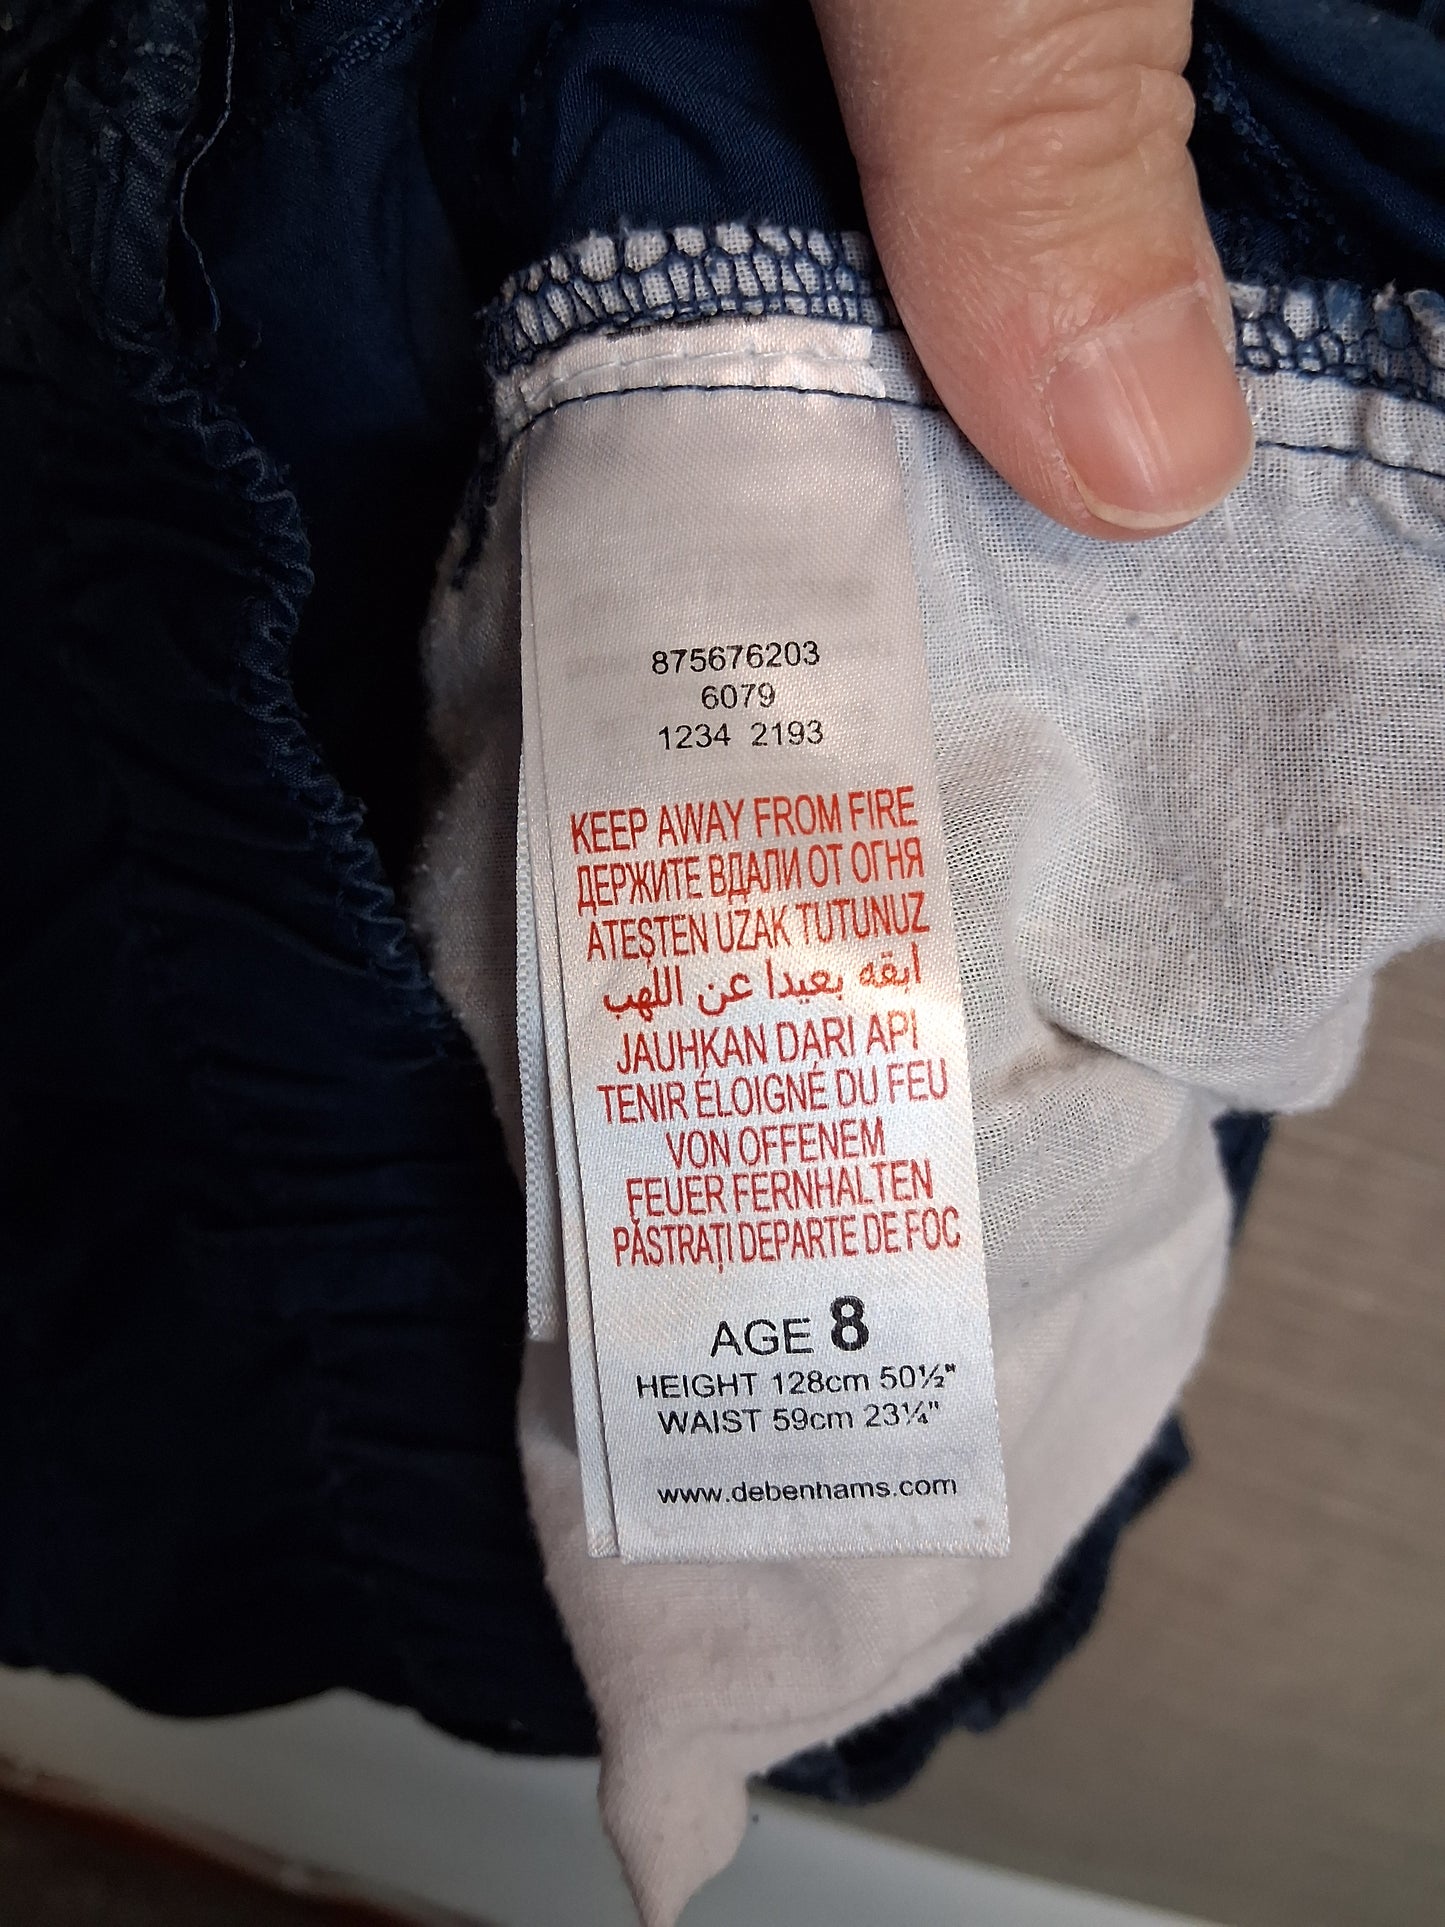 875676203
6079
1234 2193
KEEP AWAY FROM FIRE
ДЕРЖИТЕ ВДАЛИ ОТ ОГНЯ
ATEŞTEN UZAK TUTUNUZ
أبقه بعيدا عن اللهب
JAUHKAN DARI API
TENIR ÉLOIGNÉ DU FEU
VON OFFENEM
FEUER FERNHALTEN
PĂSTRAȚI DEPARTE DE FOC
AGE 8
HEIGHT 128cm 50½"
WAIST 59cm 23¼"
www.debenhams.com